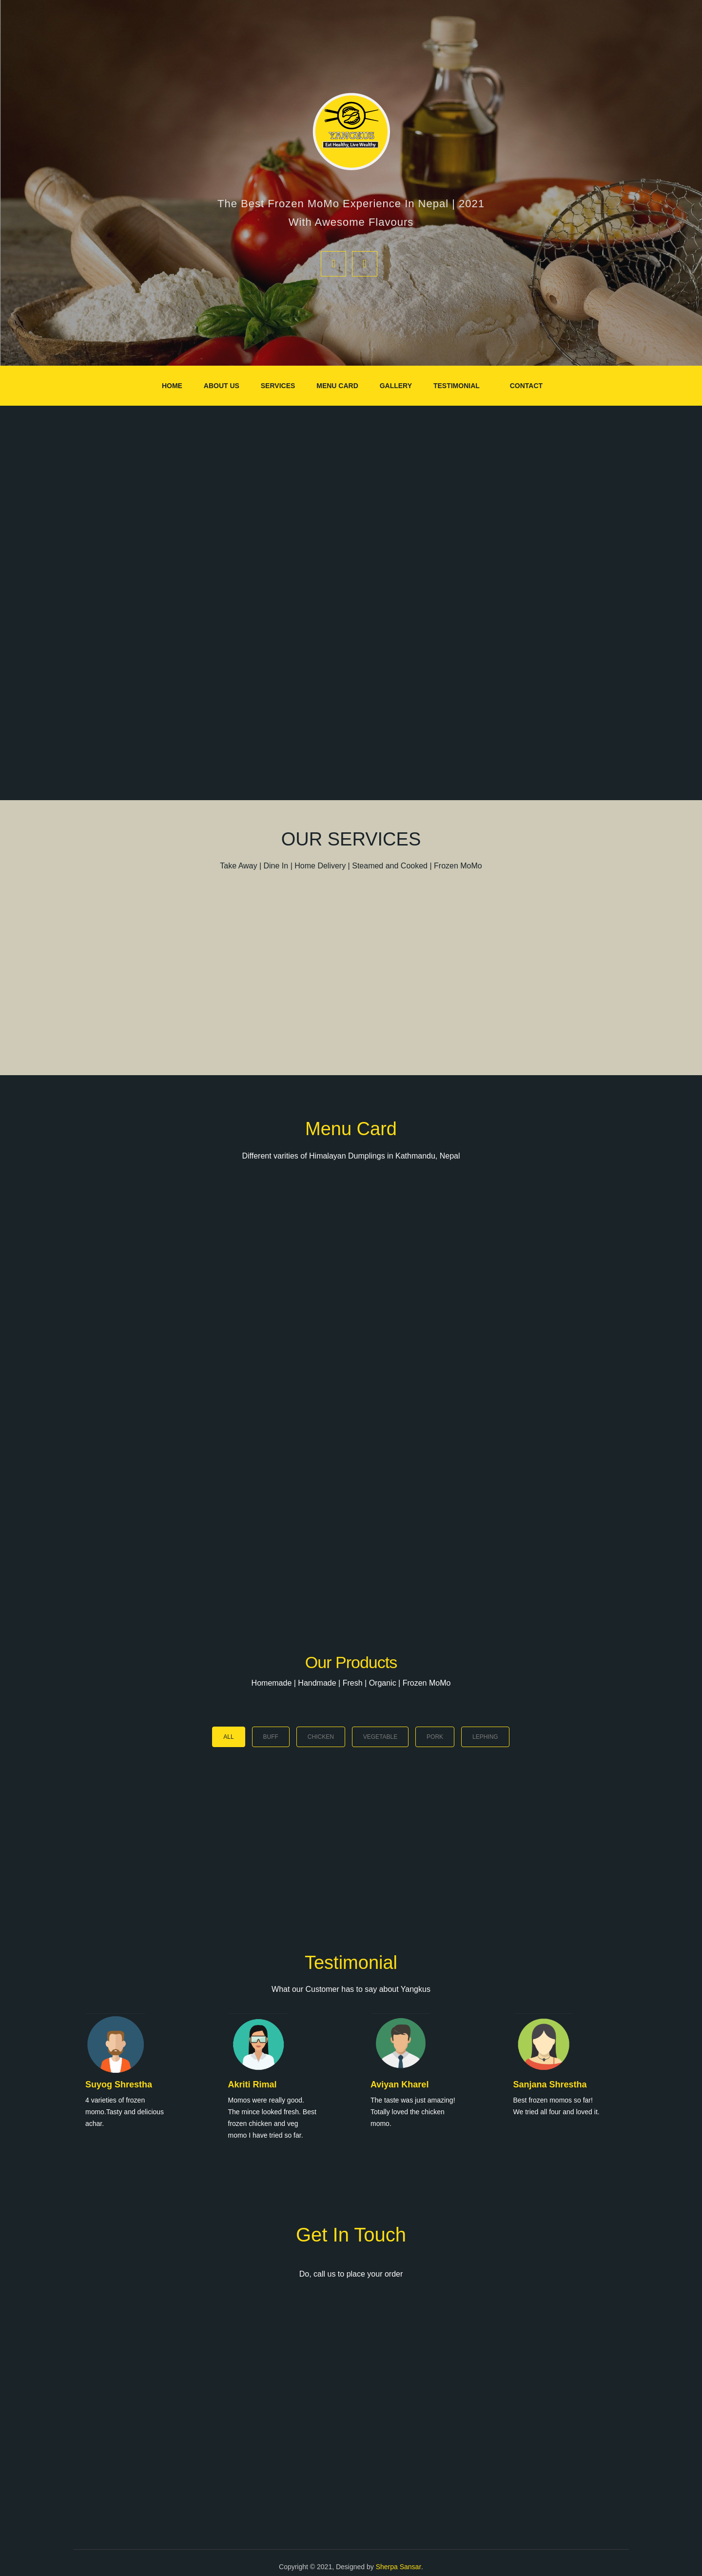 YANGKUS
Eat Healthy, Live Wealthy
The Best Frozen MoMo Experience In Nepal | 2021
With Awesome Flavours
HOME ABOUT US SERVICES MENU CARD GALLERY TESTIMONIAL CONTACT
OUR SERVICES
Take Away | Dine In | Home Delivery | Steamed and Cooked | Frozen MoMo
Menu Card
Different varities of Himalayan Dumplings in Kathmandu, Nepal
Our Products
Homemade | Handmade | Fresh | Organic | Frozen MoMo
ALL BUFF CHICKEN VEGETABLE PORK LEPHING
Testimonial
What our Customer has to say about Yangkus
Suyog Shrestha
4 varieties of frozen
momo.Tasty and delicious
achar.
Akriti Rimal
Momos were really good.
The mince looked fresh. Best
frozen chicken and veg
momo I have tried so far.
Aviyan Kharel
The taste was just amazing!
Totally loved the chicken
momo.
Sanjana Shrestha
Best frozen momos so far!
We tried all four and loved it.
Get In Touch
Do, call us to place your order
Copyright © 2021, Designed by Sherpa Sansar.